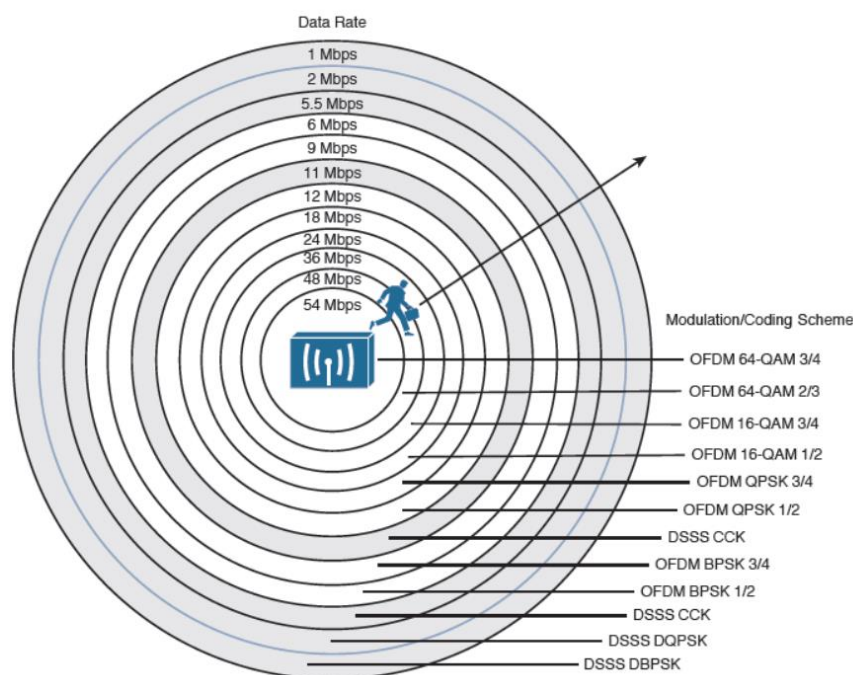 Data Rate
1 Mbps
2 Mbps
5.5 Mbps
6 Mbps
9 Mbps
11 Mbps
12 Mbps
18 Mbps
24 Mbps
36 Mbps
48 Mbps
54 Mbps
Modulation/Coding Scheme
OFDM 64-QAM 3/4
OFDM 64-QAM 2/3
OFDM 16-QAM 3/4
OFDM 16-QAM 1/2
OFDM QPSK 3/4
OFDM QPSK 1/2
DSSS CCK
OFDM BPSK 3/4
OFDM BPSK 1/2
DSSS CCK
DSSS DQPSK
DSSS DBPSK